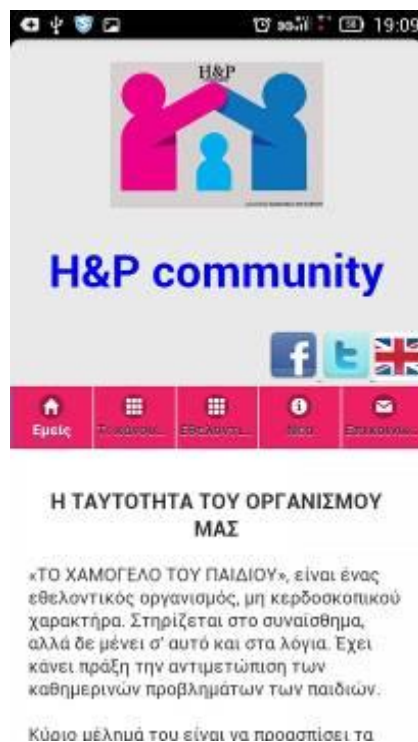 19:09
H&P
H&P community
Εμείς
Νέα
Η ΤΑΥΤΟΤΗΤΑ ΤΟΥ ΟΡΓΑΝΙΣΜΟΥ
ΜΑΣ
«ΤΟ ΧΑΜΟΓΕΛΟ ΤΟΥ ΠΑΙΔΙΟΥ», είναι ένας
εθελοντικός οργανισμός, μη κερδοσκοπικού
χαρακτήρα. Στηρίζεται στο συναίσθημα,
αλλά δε μένει σ' αυτό και στα λόγια. Έχει
κάνει πράξη την αντιμετώπιση των
καθημερινών προβλημάτων των παιδιών.
Κύριο μέλημά του είναι να προασπίσει τα